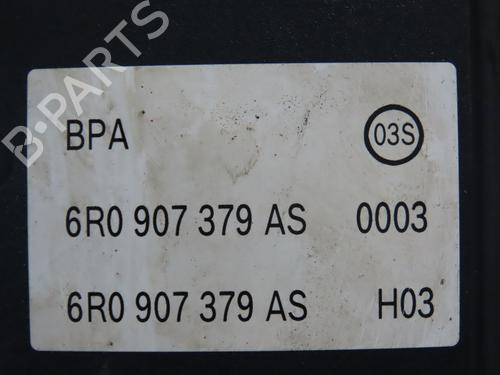 B-PARTS
BPA 03S
6R0 907 379 AS 0003
6R0 907 379 AS H03